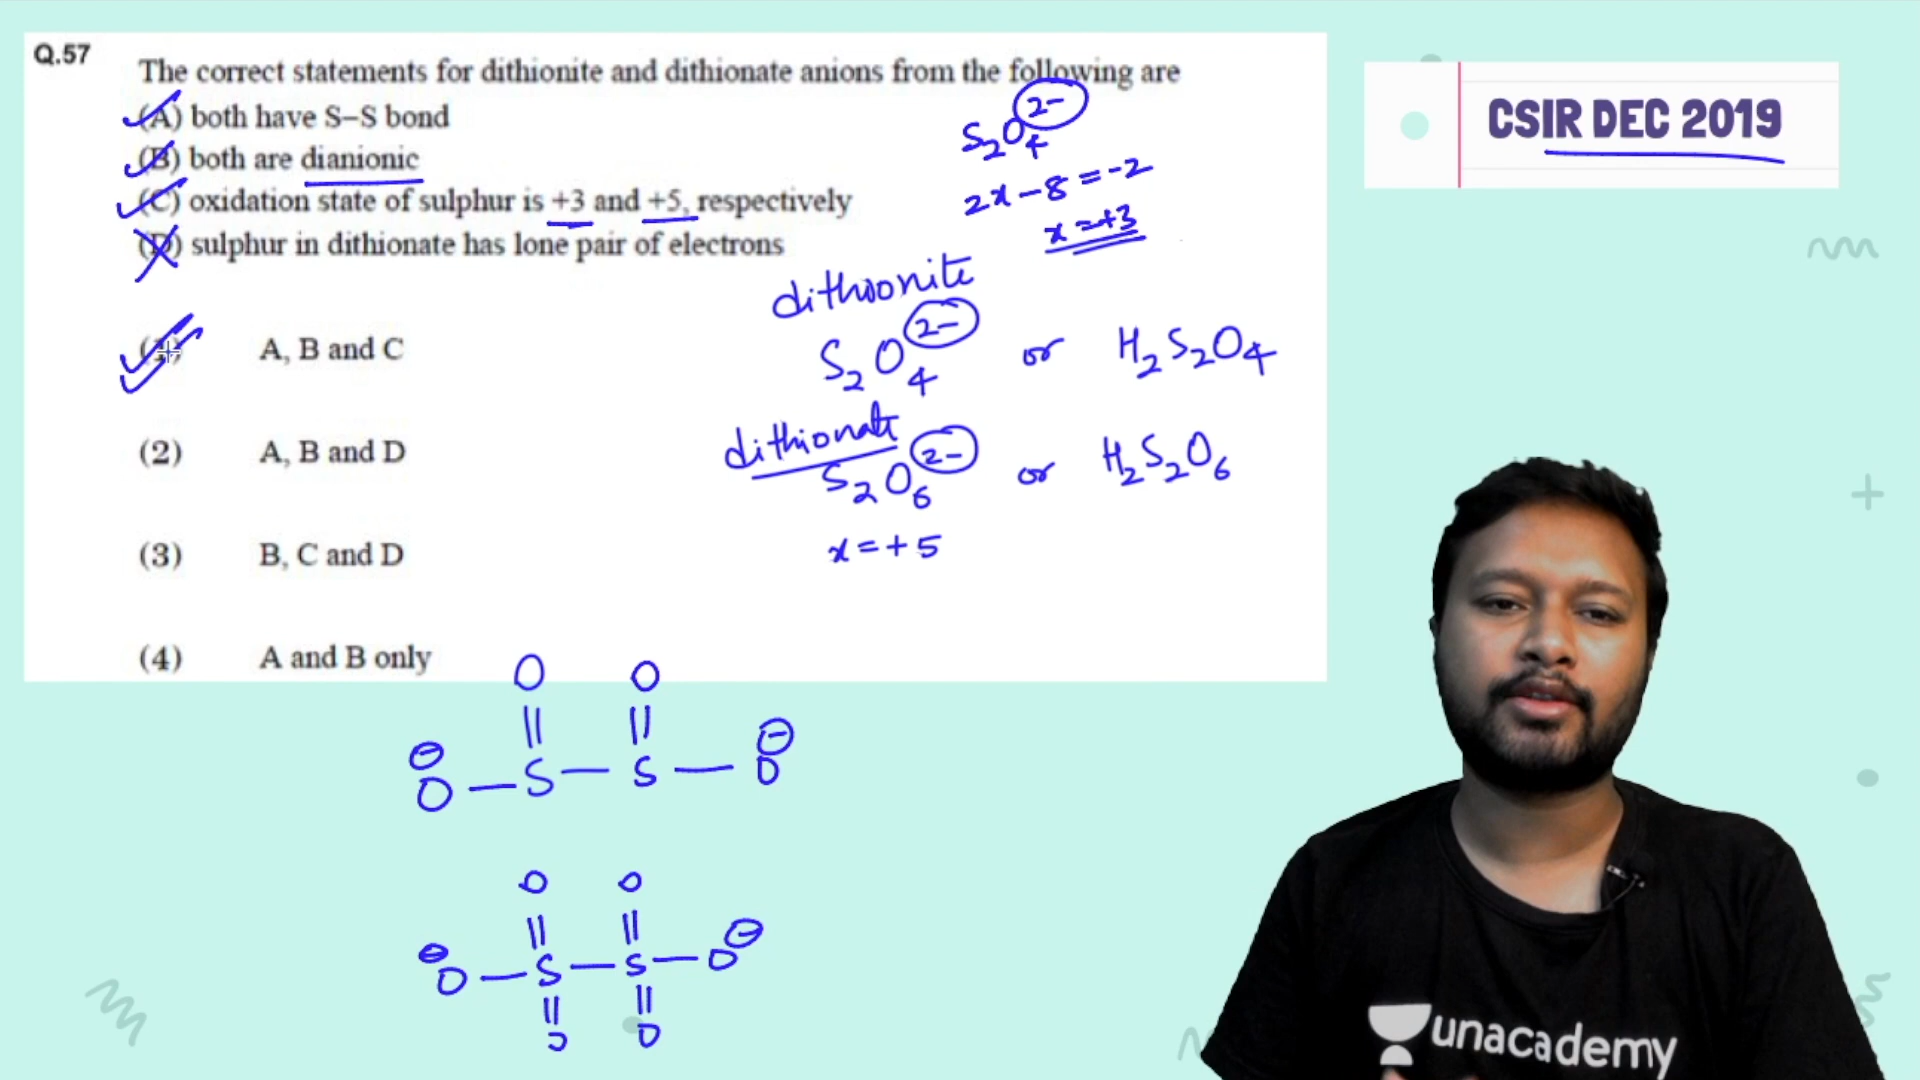 Q.57
The correct statements for dithionite and dithionate anions from the following are
(A) both have S–S bond
(B) both are dianionic
(C) oxidation state of sulphur is +3 and +5, respectively
(D) sulphur in dithionate has lone pair of electrons
(1) A, B and C
(2) A, B and D
(3) B, C and D
(4) A and B only
S₂O₄ 2-
2x-8=-2
x=+3
dithionite
S₂O₄ 2- or H₂S₂O₄
dithionate
S₂O₆ 2- or H₂S₂O₆
x=+5
O O
|| ||
⊖ ⊖
O — S — S — O
O O
|| ||
⊖ ⊖
O — S — S — O
|| ||
O O
CSIR DEC 2019
unacademy